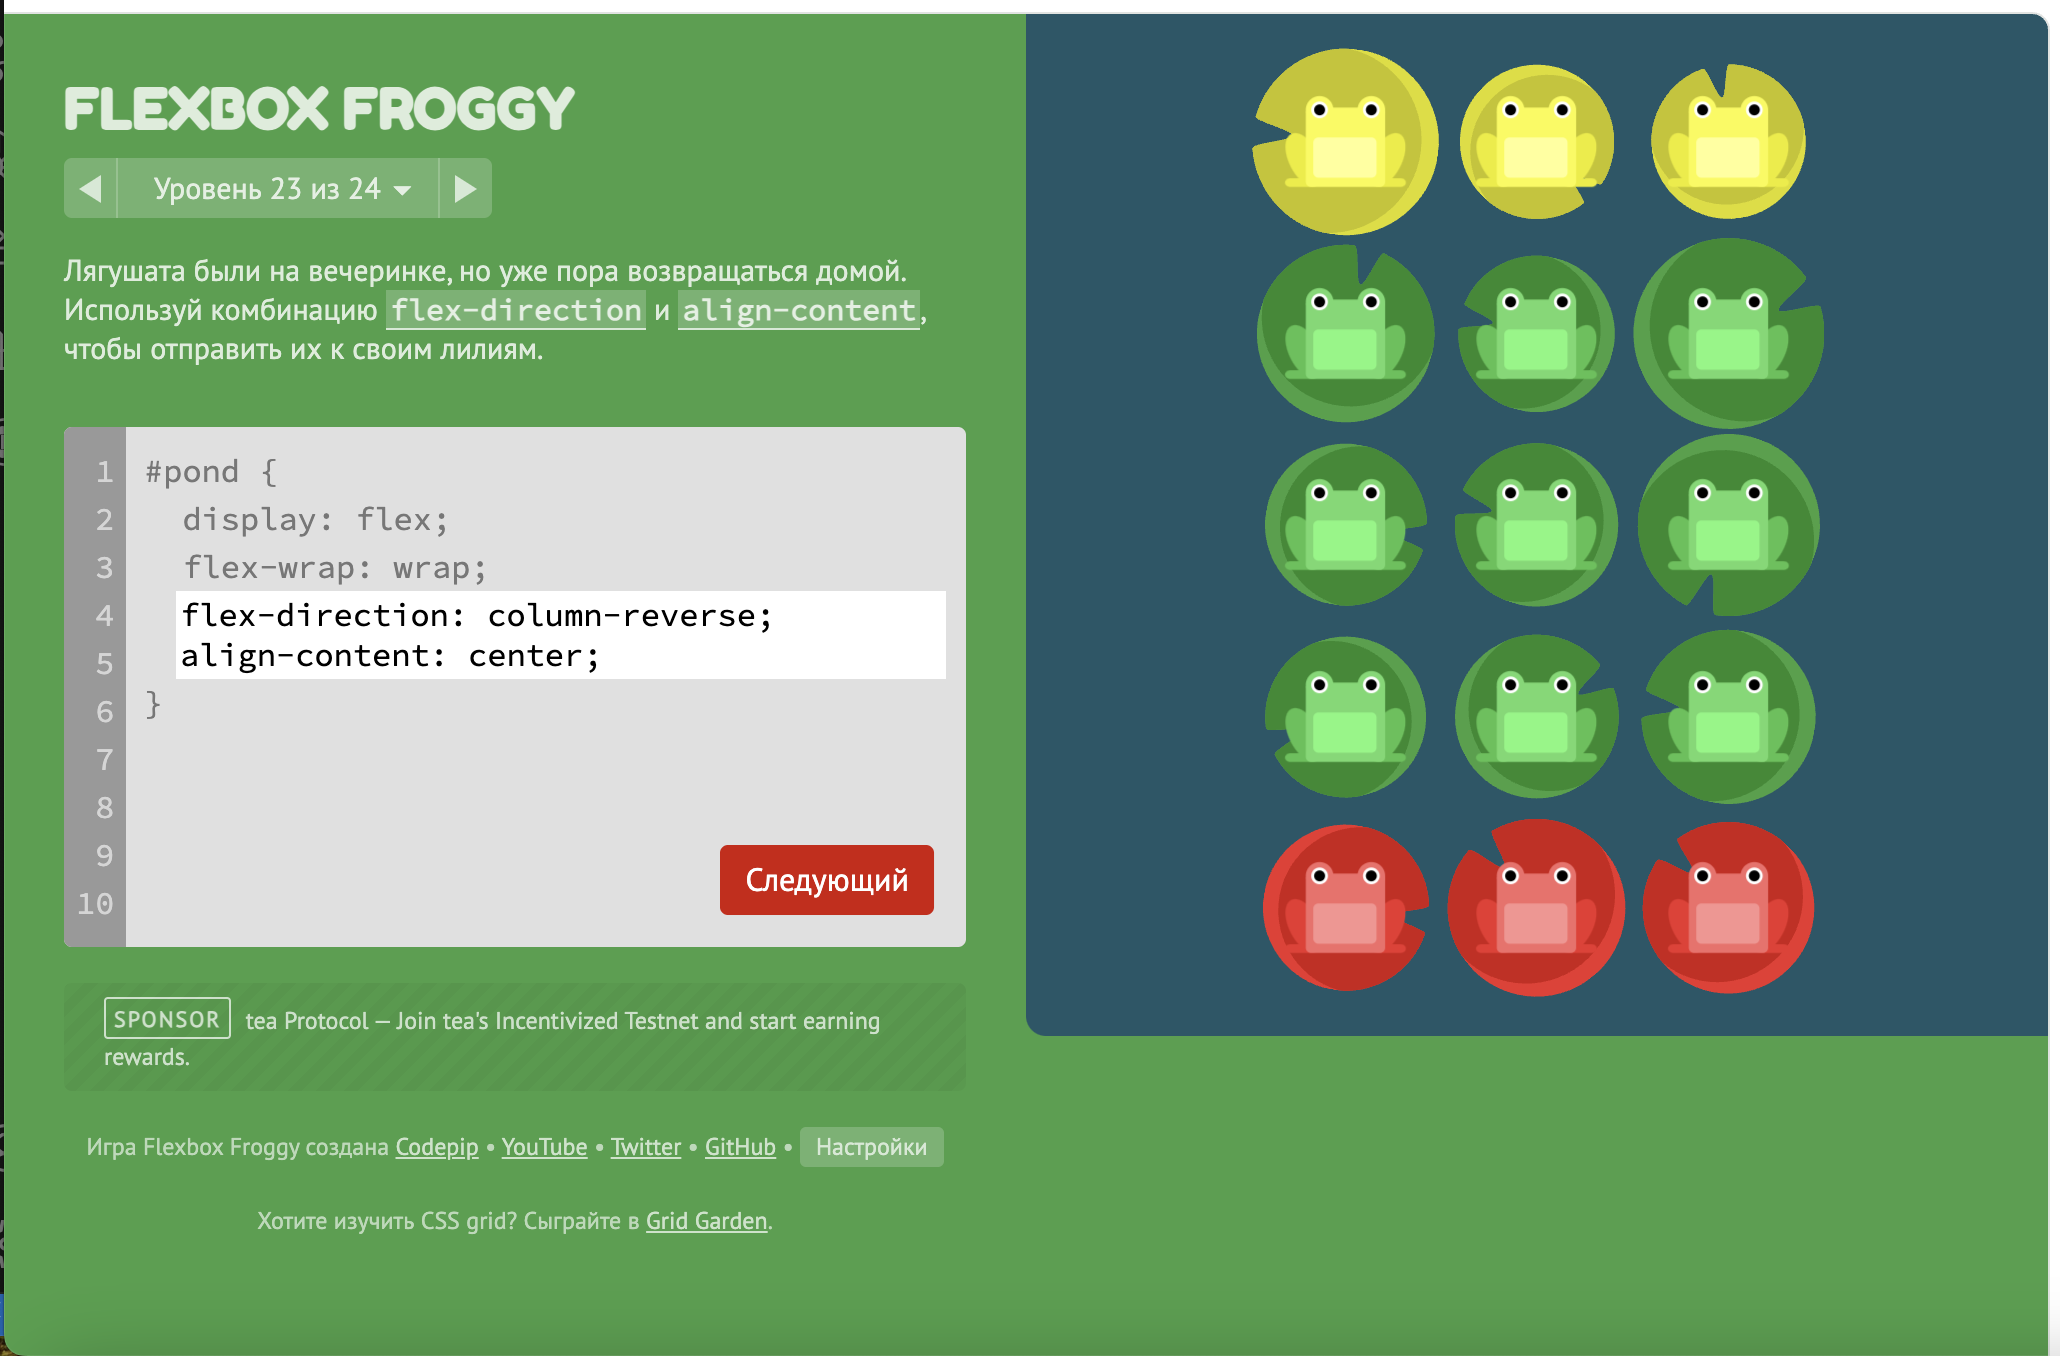 FLEXBOX FROGGY
Уровень 23 из 24
Лягушата были на вечеринке, но уже пора возвращаться домой.
Используй комбинацию flex-direction и align-content,
чтобы отправить их к своим лилиям.
1 #pond {
2 display: flex;
3 flex-wrap: wrap;
4 flex-direction: column-reverse;
5 align-content: center;
6 }
7
8
9
10
Следующий
SPONSOR tea Protocol — Join tea's Incentivized Testnet and start earning
rewards.
Игра Flexbox Froggy создана Codepip • YouTube • Twitter • GitHub • Настройки
Хотите изучить CSS grid? Сыграйте в Grid Garden.